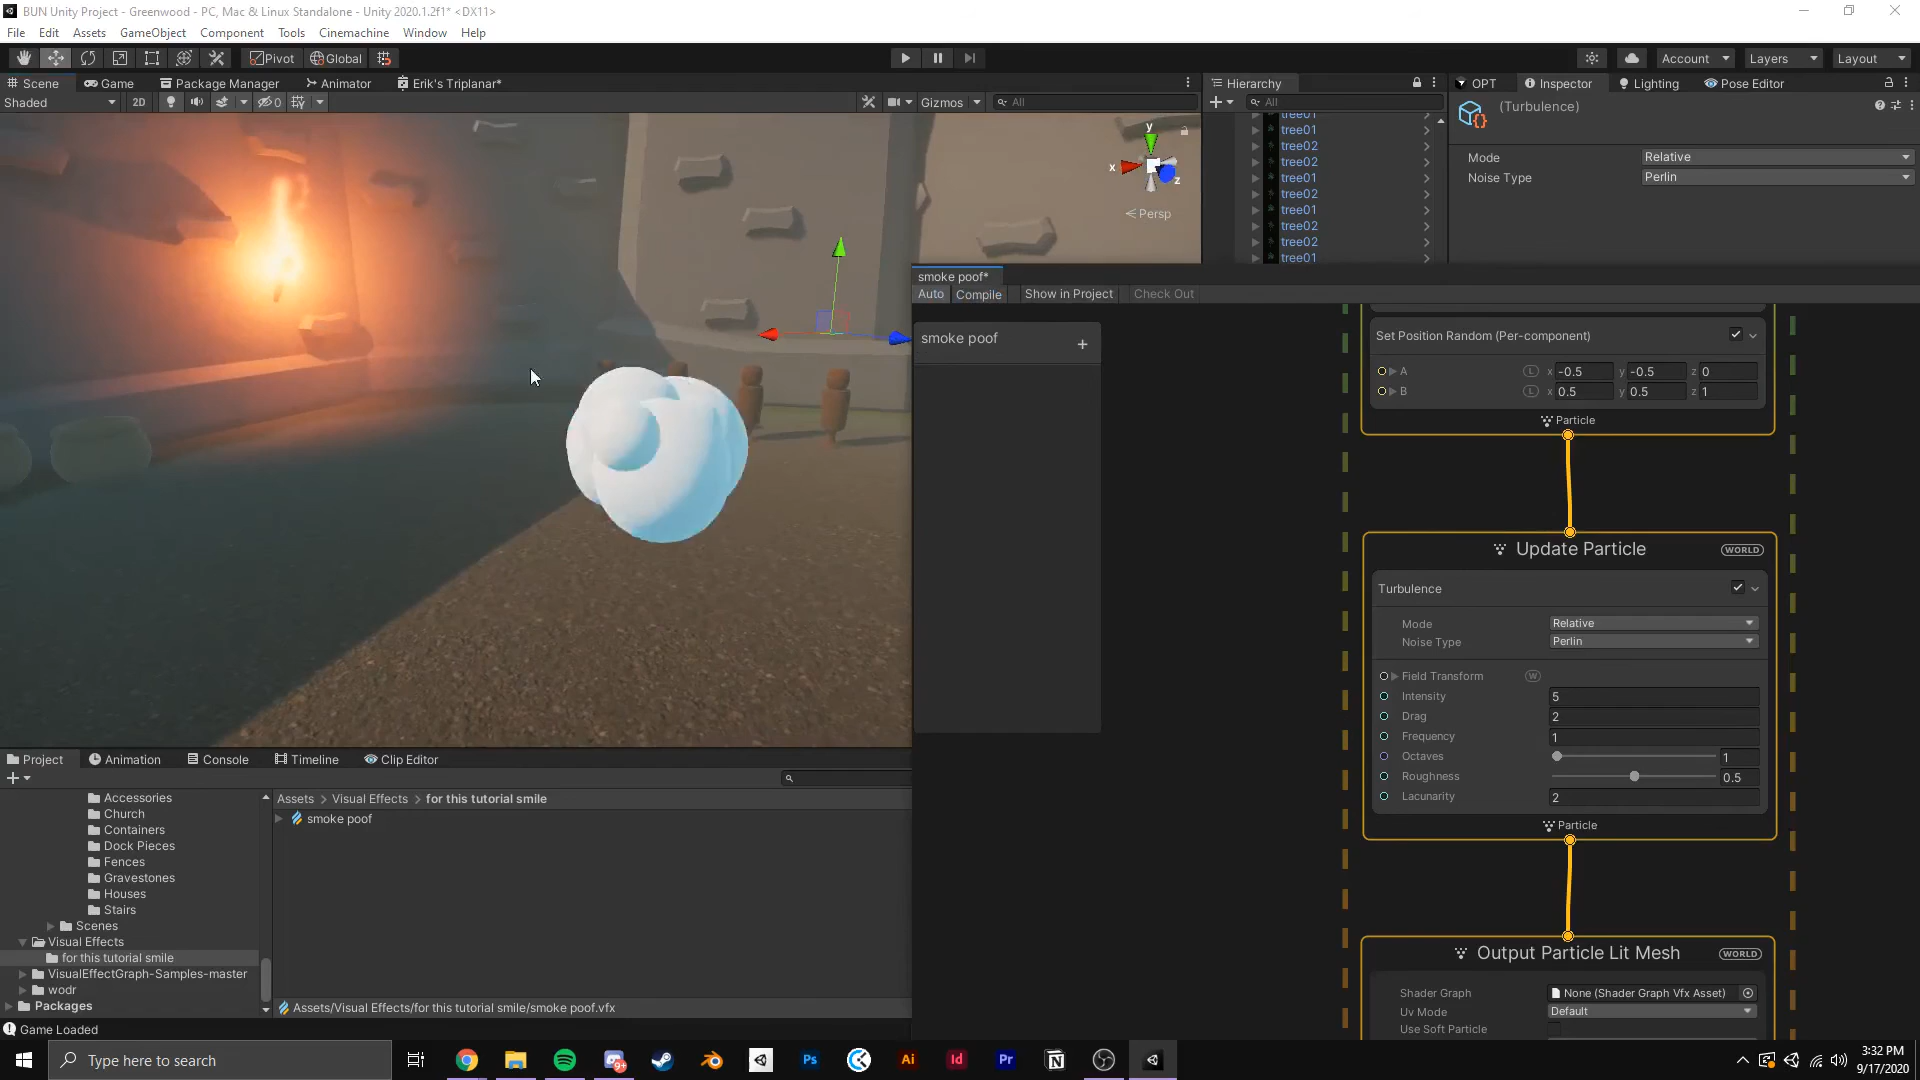 BUN Unity Project - Greenwood - PC, Mac & Linux Standalone - Unity 2020.1.2f1* <DX11>
File Edit Assets GameObject Component Tools Cinemachine Window Help
Pivot Global Account Layers Layout
Scene Game Package Manager Animator Erik's Triplanar*
Shaded 2D 0 Gizmos All
y
x
z
Persp
Hierarchy
All
tree01
tree01
tree02
tree02
tree01
tree02
tree01
tree02
tree02
tree01
OPT Inspector Lighting Pose Editor
(Turbulence)
Mode Relative
Noise Type Perlin
smoke poof*
Auto Compile Show in Project Check Out
smoke poof +
Set Position Random (Per-component)
A L x -0.5 y -0.5 z 0
B L x 0.5 y 0.5 z 1
Particle
Update Particle WORLD
Turbulence
Mode Relative
Noise Type Perlin
Field Transform W
Intensity 5
Drag 2
Frequency 1
Octaves 1
Roughness 0.5
Lacunarity 2
Particle
Output Particle Lit Mesh WORLD
Shader Graph None (Shader Graph Vfx Asset)
Uv Mode Default
Use Soft Particle
Project Animation Console Timeline Clip Editor
Accessories
Church
Containers
Dock Pieces
Fences
Gravestones
Houses
Stairs
Scenes
Visual Effects
for this tutorial smile
VisualEffectGraph-Samples-master
wodr
Packages
Assets > Visual Effects > for this tutorial smile
smoke poof
Assets/Visual Effects/for this tutorial smile/smoke poof.vfx
Game Loaded
Type here to search
Ps Ai Id Pr
3:32 PM
9/17/2020